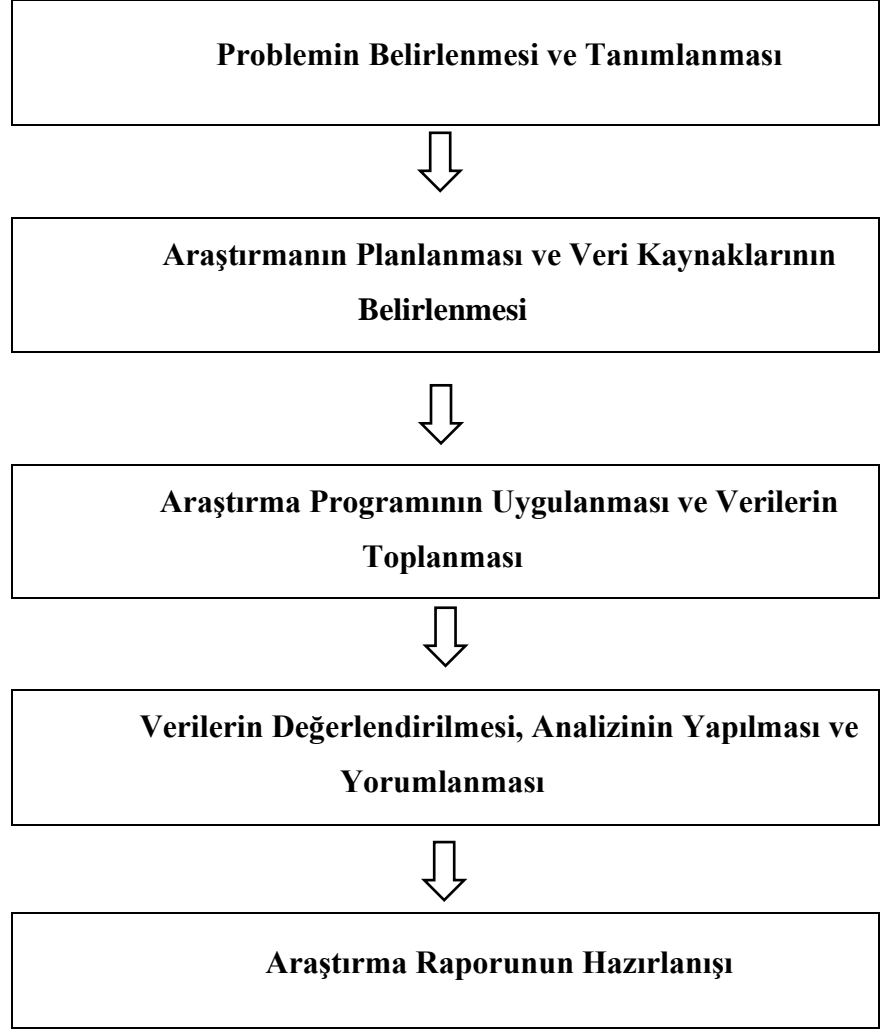 Problemin Belirlenmesi ve Tanımlanması
Araştırmanın Planlanması ve Veri Kaynaklarının
Belirlenmesi
Araştırma Programının Uygulanması ve Verilerin
Toplanması
Verilerin Değerlendirilmesi, Analizinin Yapılması ve
Yorumlanması
Araştırma Raporunun Hazırlanışı